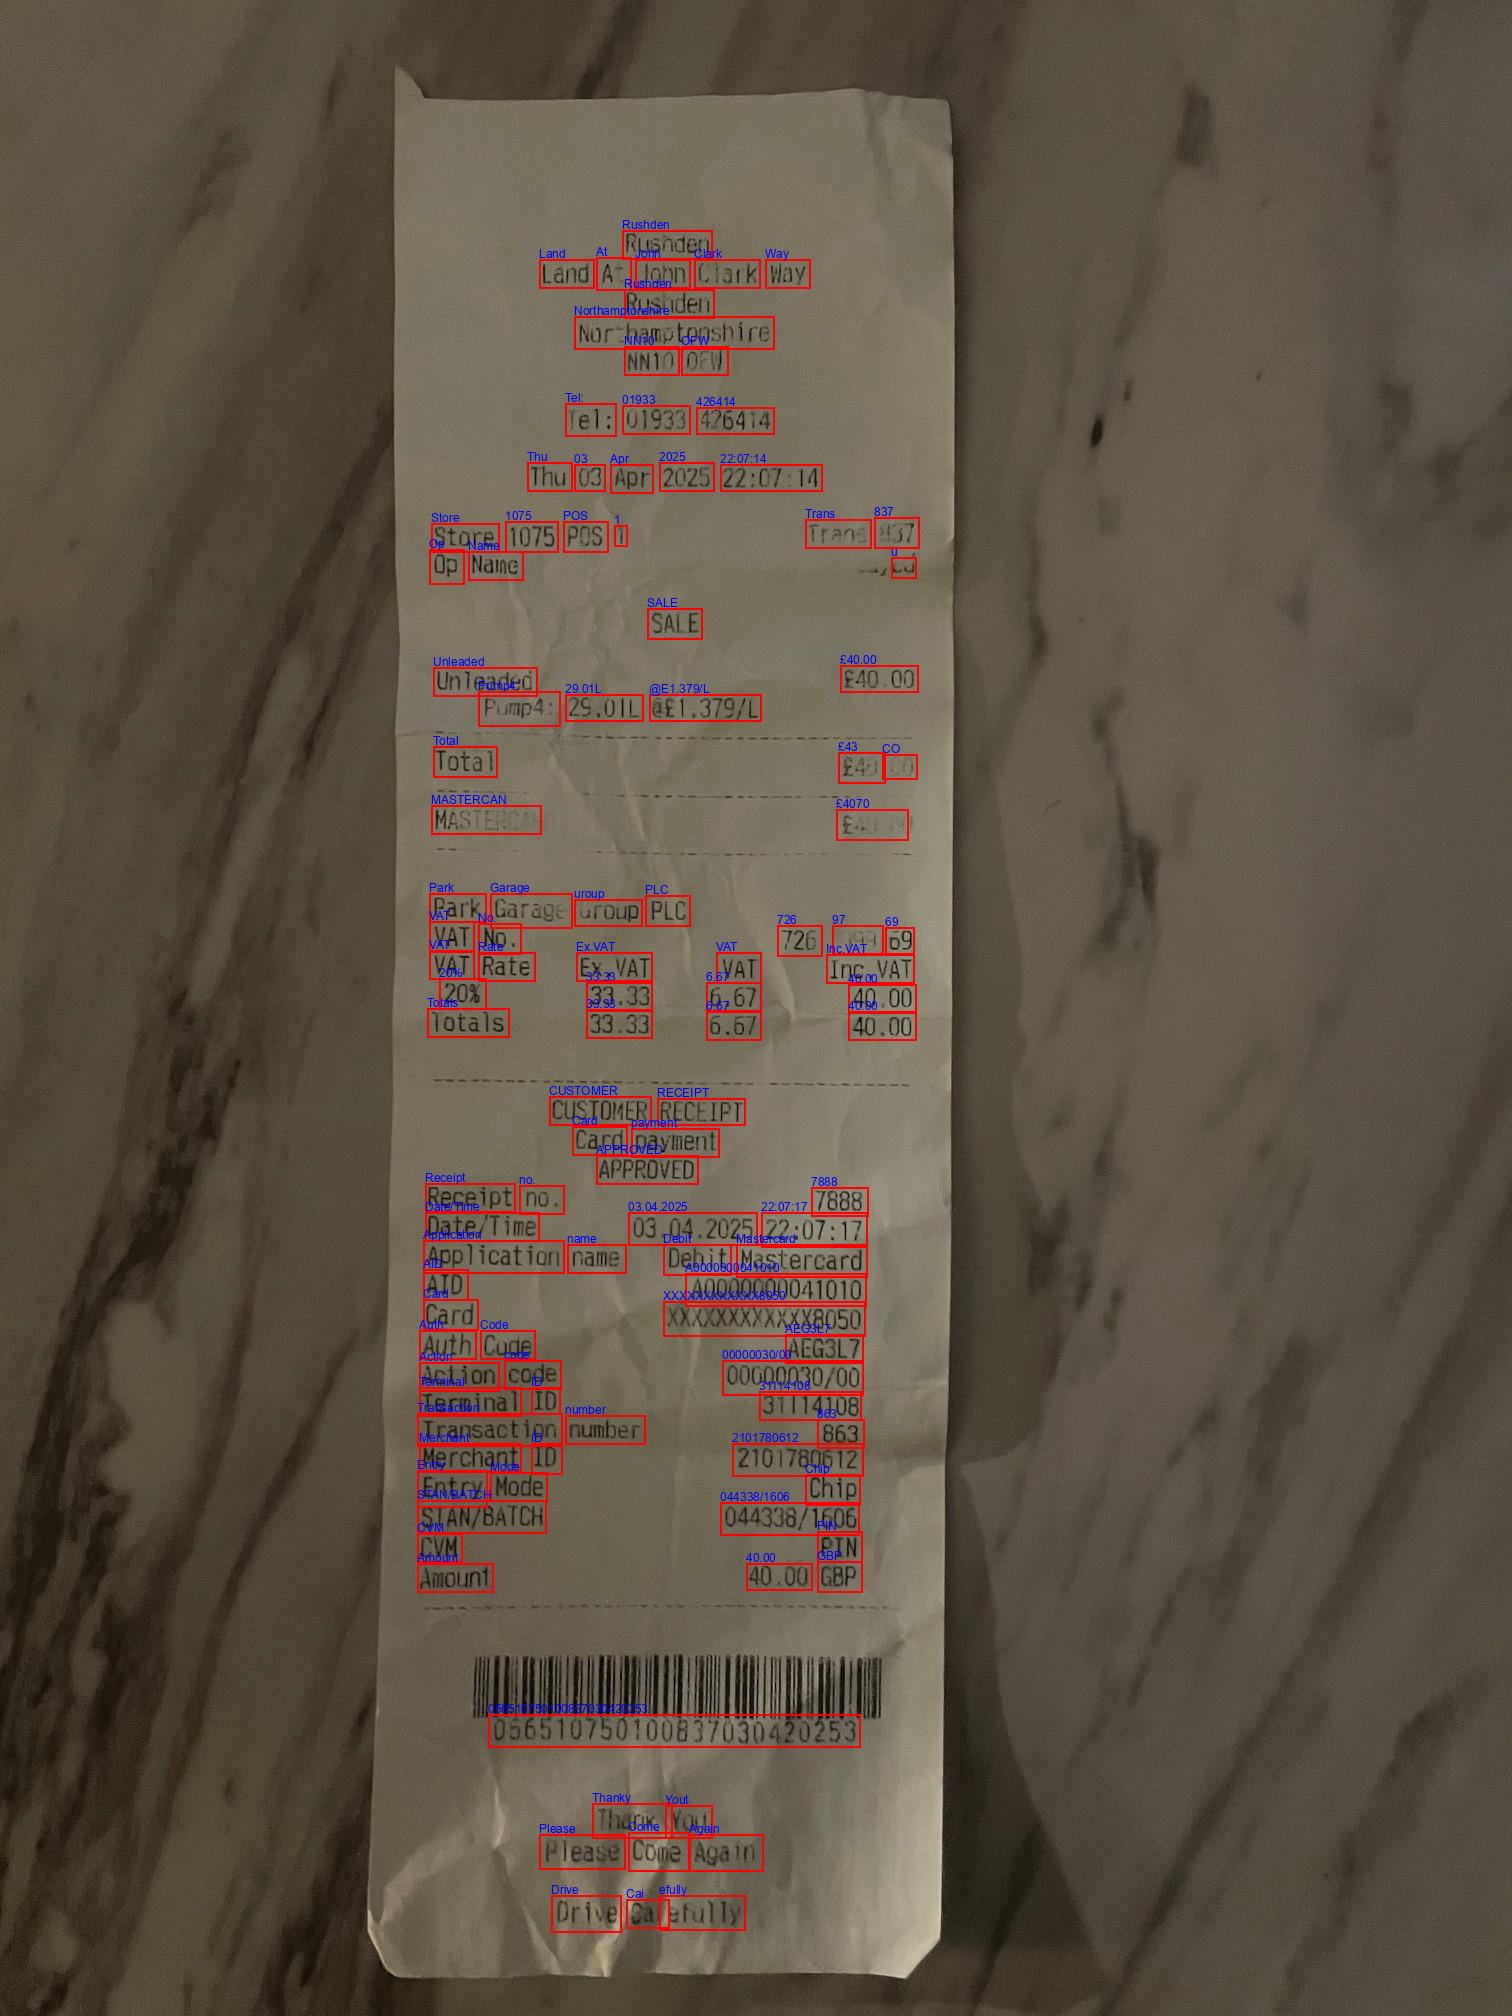 Rushden
Land At John Clark Way
Rushden
Northamptonshire
NN10 0FW
Tel: 01933 426414
Thu 03 Apr 2025 22:07:14
Store 1075 POS 1 Trans 837
Op Name
SALE
Unleaded £40.00
Pump4: 29.01L @£1.379/L
Total £40.00
MASTERCARD £40.00
Park Garage Group PLC
VAT No. 726 69
VAT Rate Ex.VAT VAT Inc.VAT
20% 33.33 6.67 40.00
Totals 33.33 6.67 40.00
CUSTOMER RECEIPT
Card payment
APPROVED
Receipt no. 7888
Date/Time 03.04.2025 22:07:17
Application name Debit Mastercard
AID A0000000041010
Card XXXXXXXXXXXX8050
Auth Code AEG3L7
Action code 00000030/00
Terminal ID 31114108
Transaction number 863
Merchant ID 2101780612
Entry Mode Chip
STAN/BATCH 044338/1606
CVM PIN
Amount 40.00 GBP
066510750100837030420253
Thank You
Please Come Again
Drive Carefully